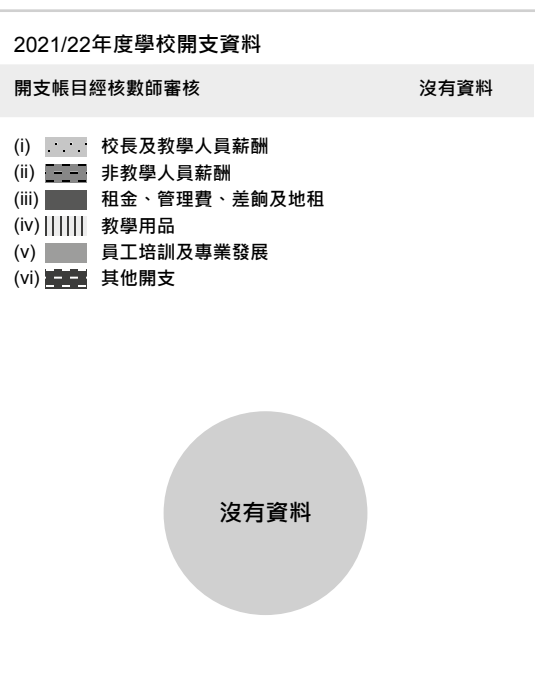 2021/22年度學校開支資料
開支帳目經核數師審核 沒有資料
(i) 校長及教學人員薪酬
(ii) 非教學人員薪酬
(iii) 租金、管理費、差餉及地租
(iv) 教學用品
(v) 員工培訓及專業發展
(vi) 其他開支
沒有資料